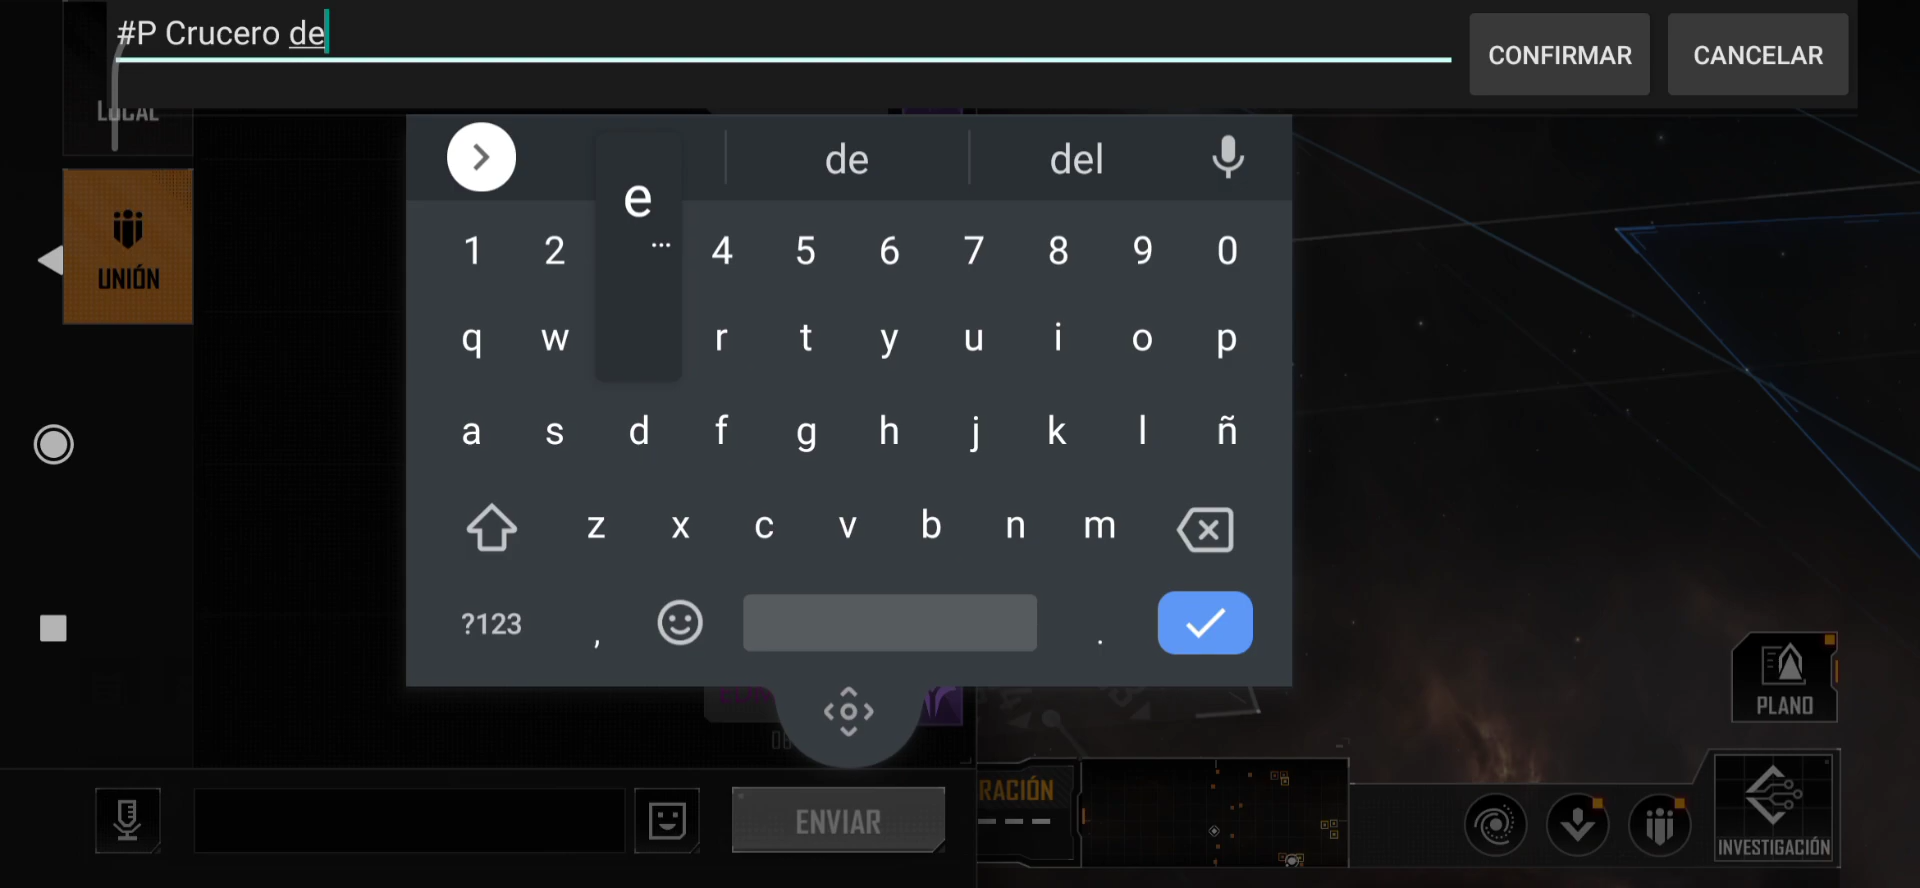 #P Crucero de
CONFIRMAR
CANCELAR
LOCAL
UNIÓN
de
del
e
...
1 2 4 5 6 7 8 9 0
q w r t y u i o p
a s d f g h j k l ñ
z x c v b n m
?123 , .
PLANO
RACIÓN
ENVIAR
INVESTIGACIÓN